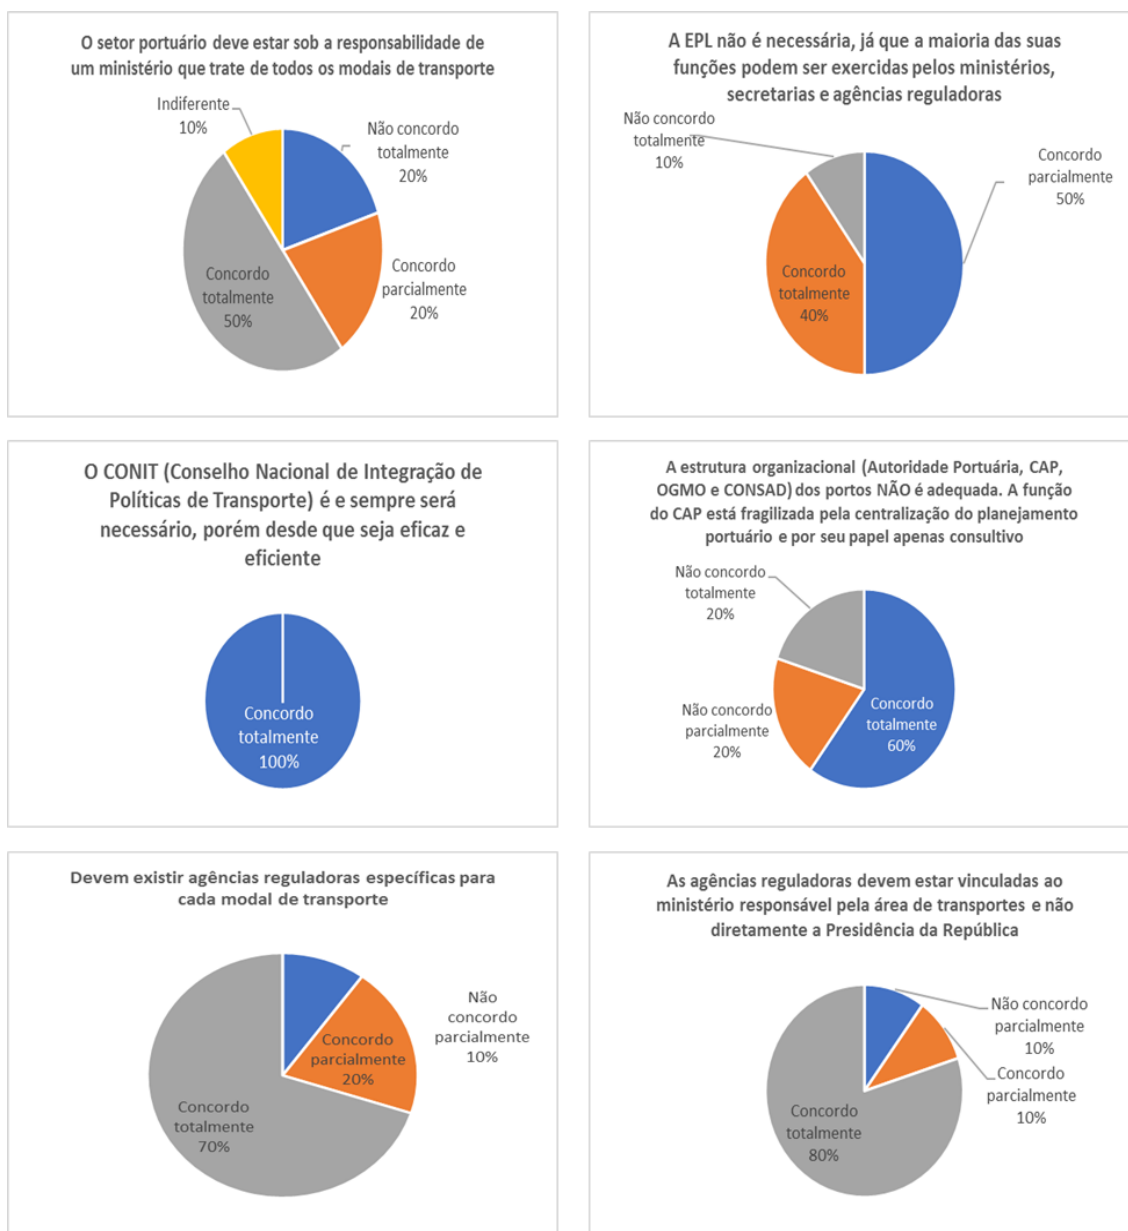 O setor portuário deve estar sob a responsabilidade de
um ministério que trate de todos os modais de transporte
Indiferente
10%
Não concordo
totalmente
20%
Concordo
parcialmente
20%
Concordo
totalmente
50%
A EPL não é necessária, já que a maioria das suas
funções podem ser exercidas pelos ministérios,
secretarias e agências reguladoras
Não concordo
totalmente
10%
Concordo
parcialmente
50%
Concordo
totalmente
40%
O CONIT (Conselho Nacional de Integração de
Políticas de Transporte) é e sempre será
necessário, porém desde que seja eficaz e
eficiente
Concordo
totalmente
100%
A estrutura organizacional (Autoridade Portuária, CAP,
OGMO e CONSAD) dos portos NÃO é adequada. A função
do CAP está fragilizada pela centralização do planejamento
portuário e por seu papel apenas consultivo
Não concordo
totalmente
20%
Não concordo
parcialmente
20%
Concordo
totalmente
60%
Devem existir agências reguladoras específicas para
cada modal de transporte
Não
concordo
parcialmente
10%
Concordo
parcialmente
20%
Concordo
totalmente
70%
As agências reguladoras devem estar vinculadas ao
ministério responsável pela área de transportes e não
diretamente a Presidência da República
Não concordo
parcialmente
10%
Concordo
parcialmente
10%
Concordo
totalmente
80%